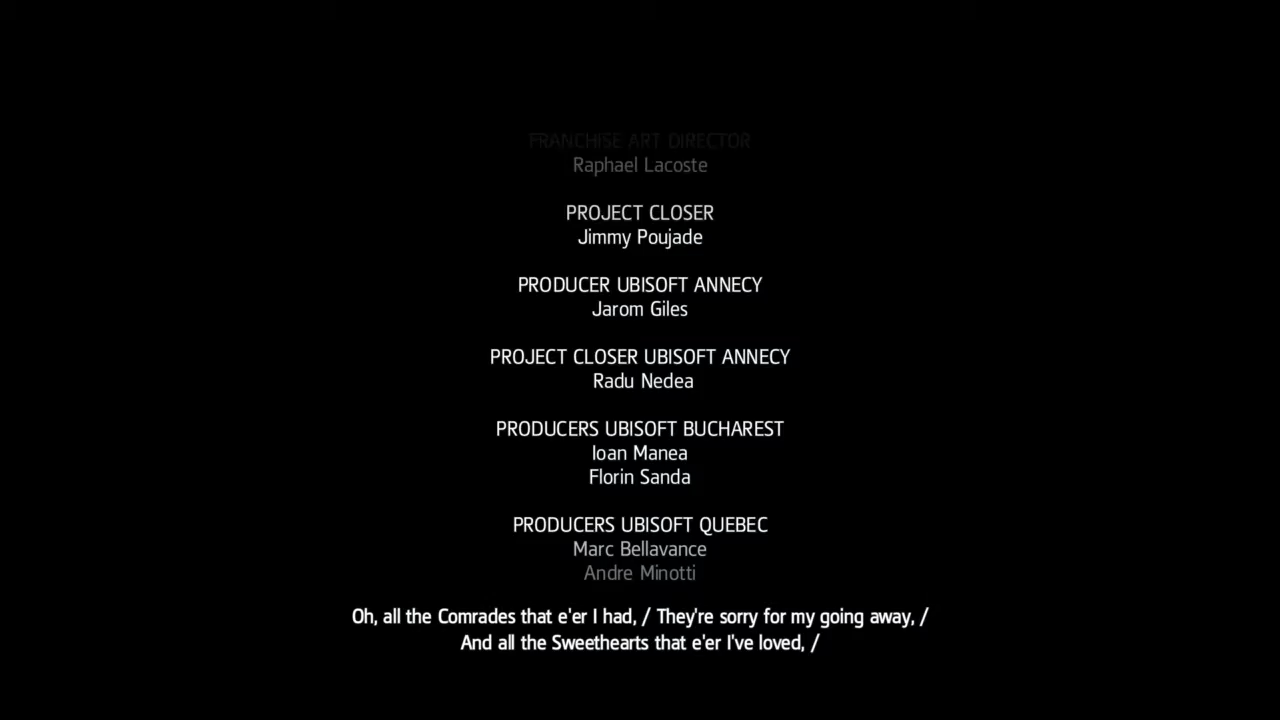 FRANCHISE ART DIRECTOR
Raphael Lacoste
PROJECT CLOSER
Jimmy Poujade
PRODUCER UBISOFT ANNECY
Jarom Giles
PROJECT CLOSER UBISOFT ANNECY
Radu Nedea
PRODUCERS UBISOFT BUCHAREST
Ioan Manea
Florin Sanda
PRODUCERS UBISOFT QUEBEC
Marc Bellavance
Andre Minotti
Oh, all the Comrades that e'er I had, / They're sorry for my going away, /
And all the Sweethearts that e'er I've loved, /